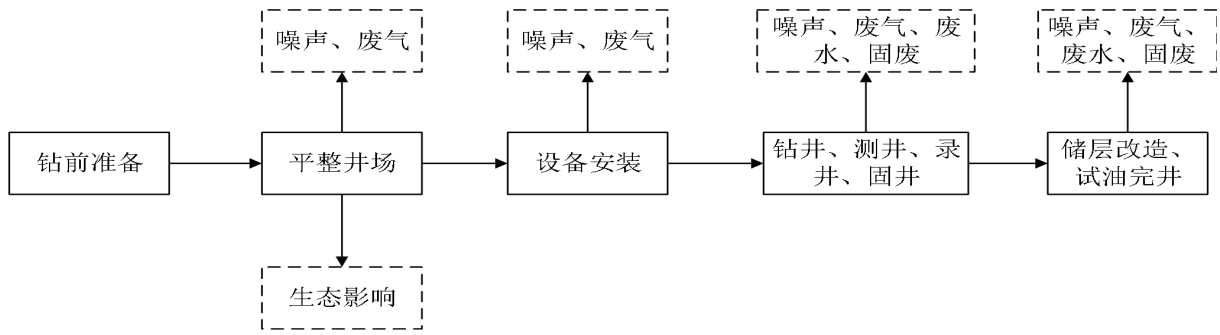 噪声、废气
噪声、废气
噪声、废气、废
水、固废
噪声、废气、
废水、固废
钻前准备
平整井场
设备安装
钻井、测井、录
井、固井
储层改造、
试油完井
生态影响